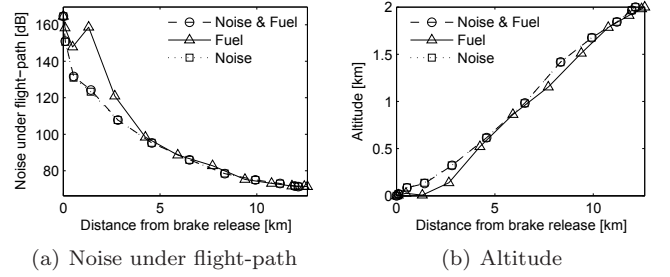 Noise under flight-path [dB]
160
140
120
100
80
0
5
10
Distance from brake release [km]
Noise & Fuel
Fuel
Noise
(a) Noise under flight-path
Altitude [km]
2
1.5
1
0.5
0
0
5
10
Distance from brake release [km]
Noise & Fuel
Fuel
Noise
(b) Altitude